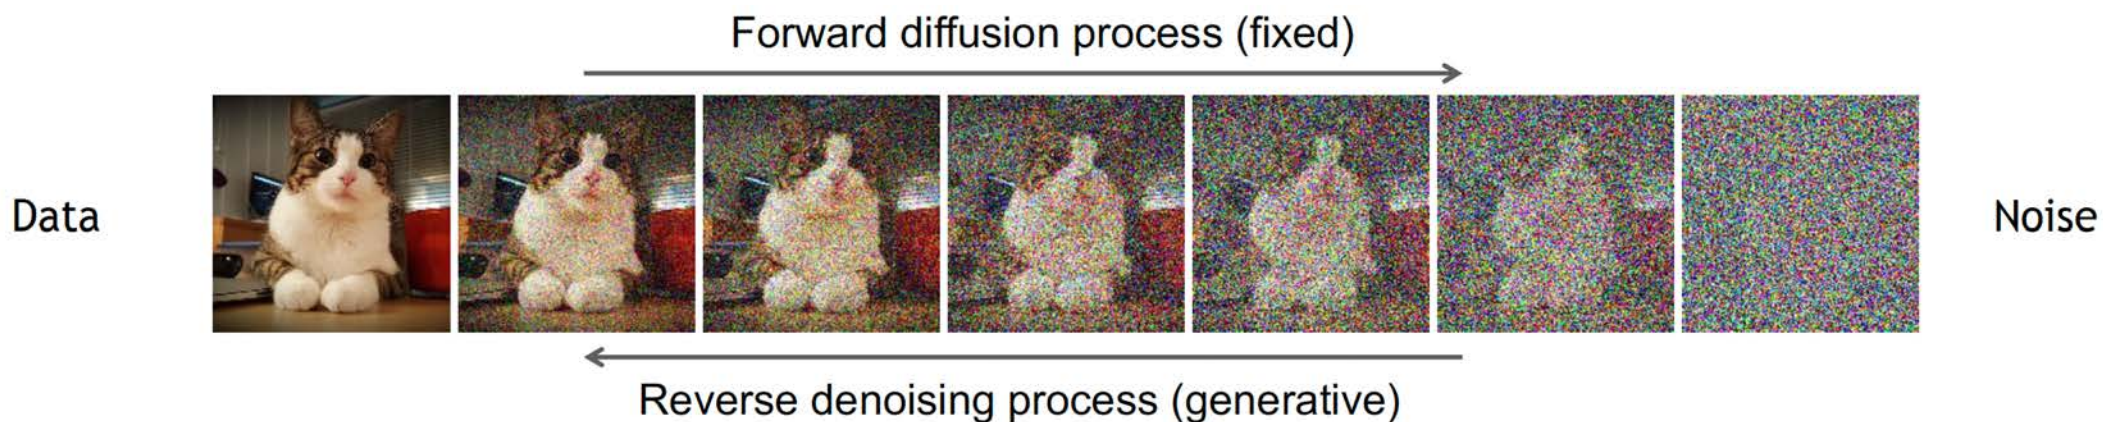 Forward diffusion process (fixed)
Data
Noise
Reverse denoising process (generative)